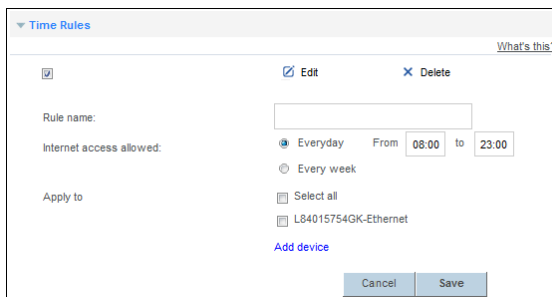 Time Rules
What's this?
Edit Delete
Rule name:
Internet access allowed: Everyday From 08:00 to 23:00
Every week
Apply to Select all
L84015754GK-Ethernet
Add device
Cancel Save